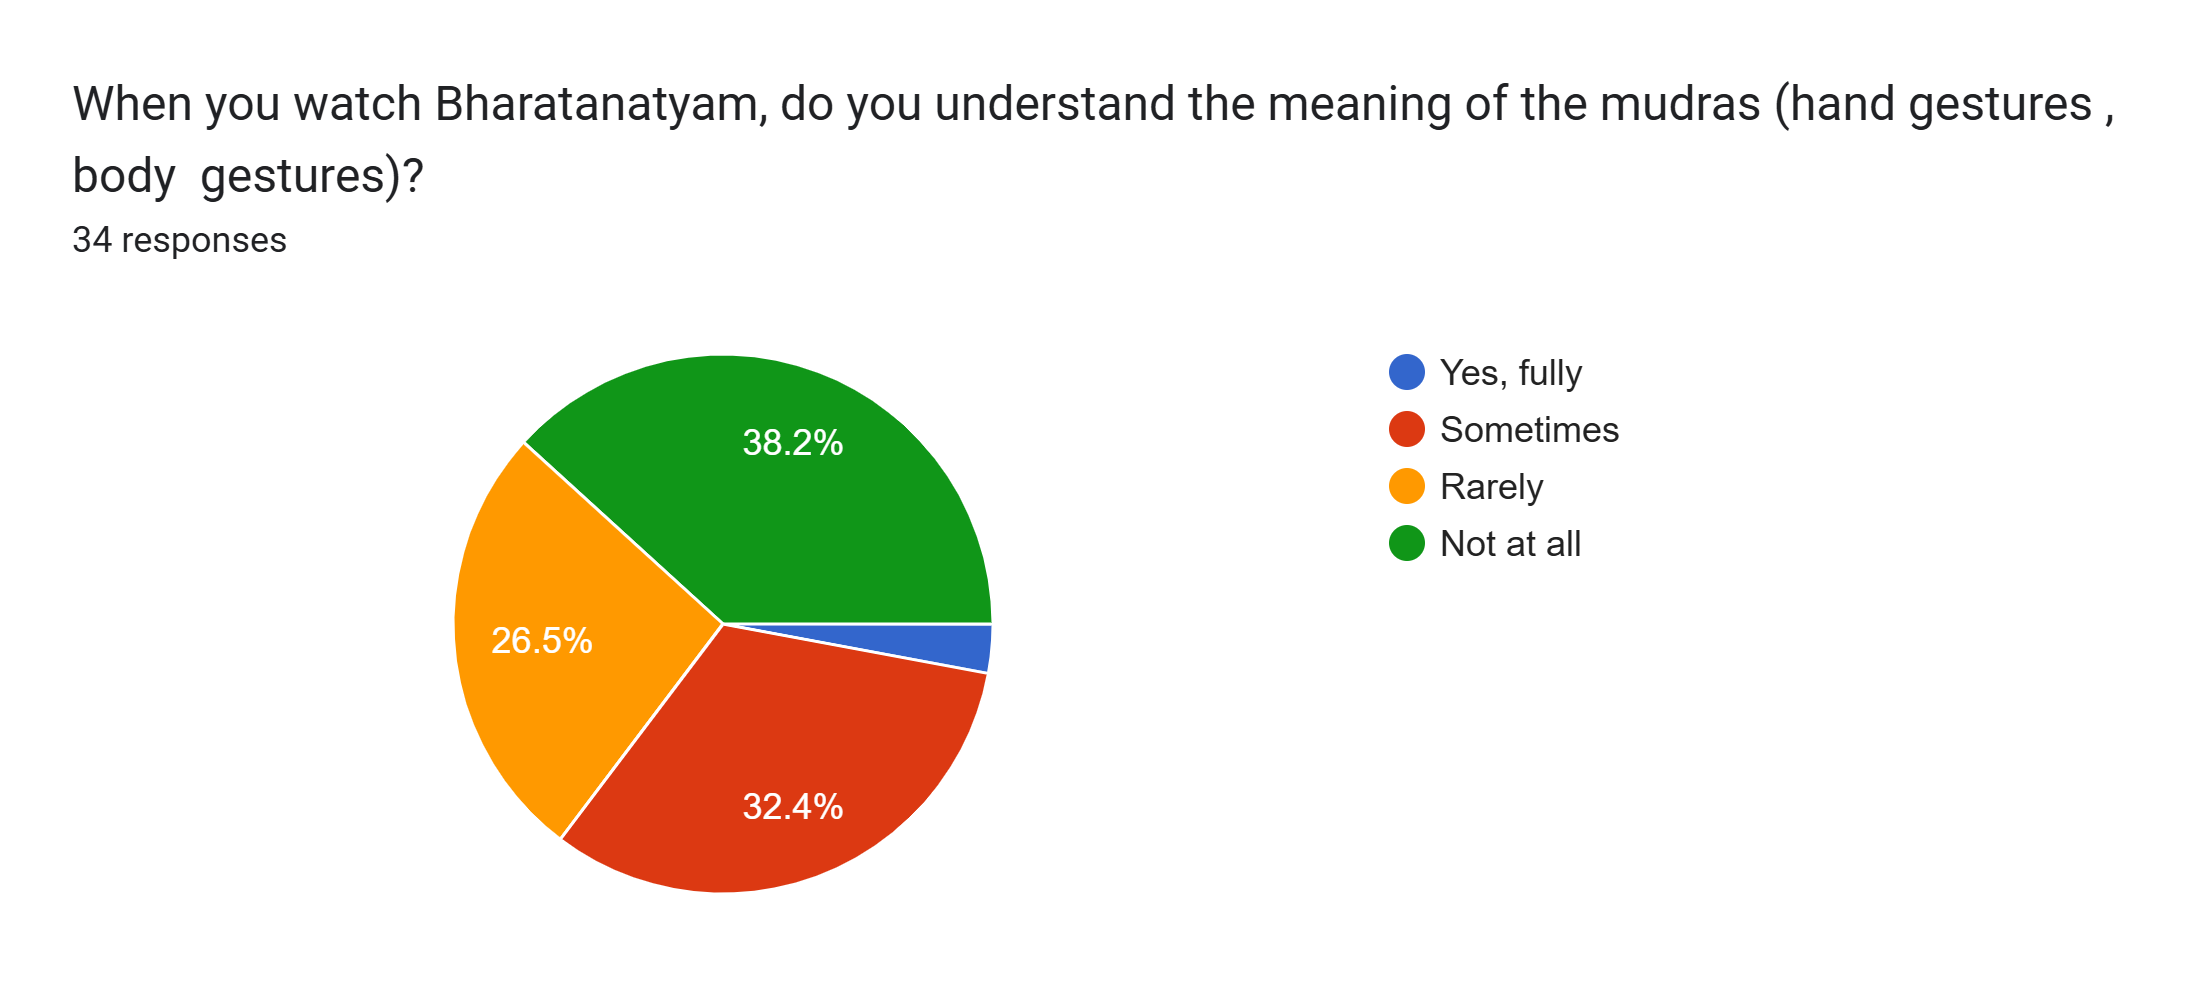 When you watch Bharatanatyam, do you understand the meaning of the mudras (hand gestures ,
body  gestures)?
34 responses
38.2%
26.5%
32.4%
Yes, fully
Sometimes
Rarely
Not at all